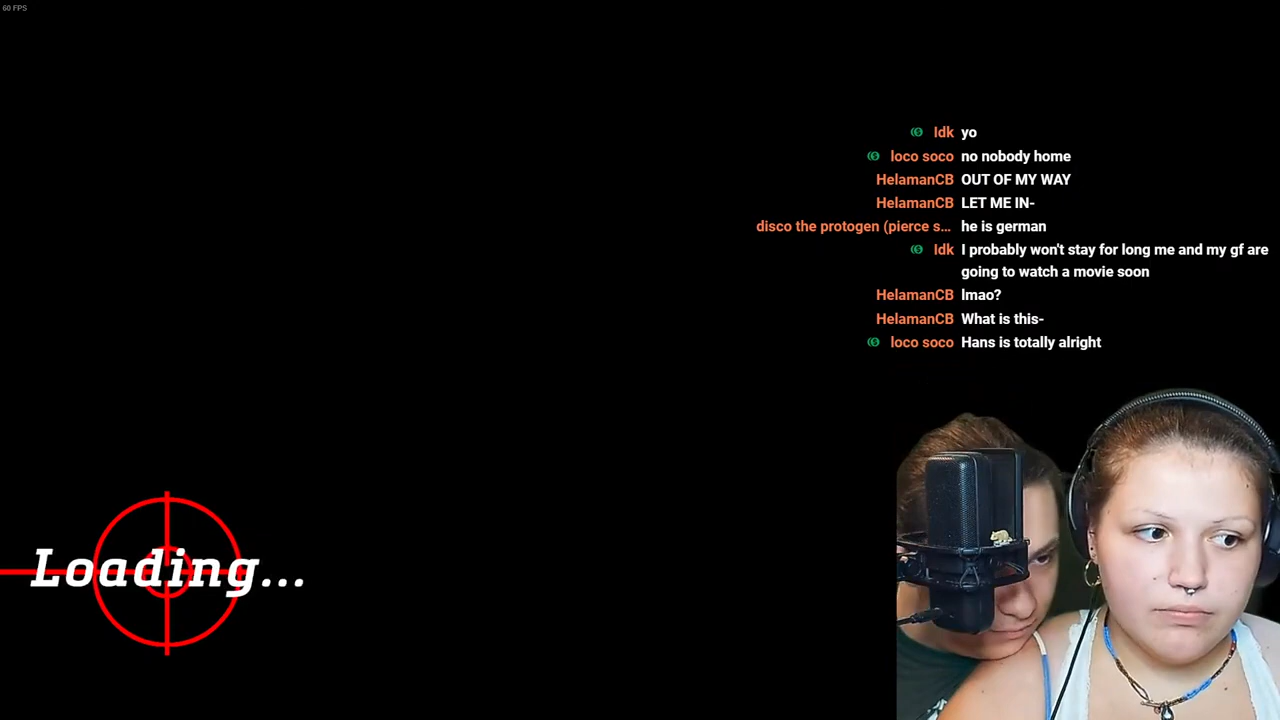 60 FPS
Idk yo
loco soco no nobody home
HelamanCB OUT OF MY WAY
HelamanCB LET ME IN-
disco the protogen (pierce s... he is german
Idk I probably won't stay for long me and my gf are
going to watch a movie soon
HelamanCB lmao?
HelamanCB What is this-
loco soco Hans is totally alright
Loading...